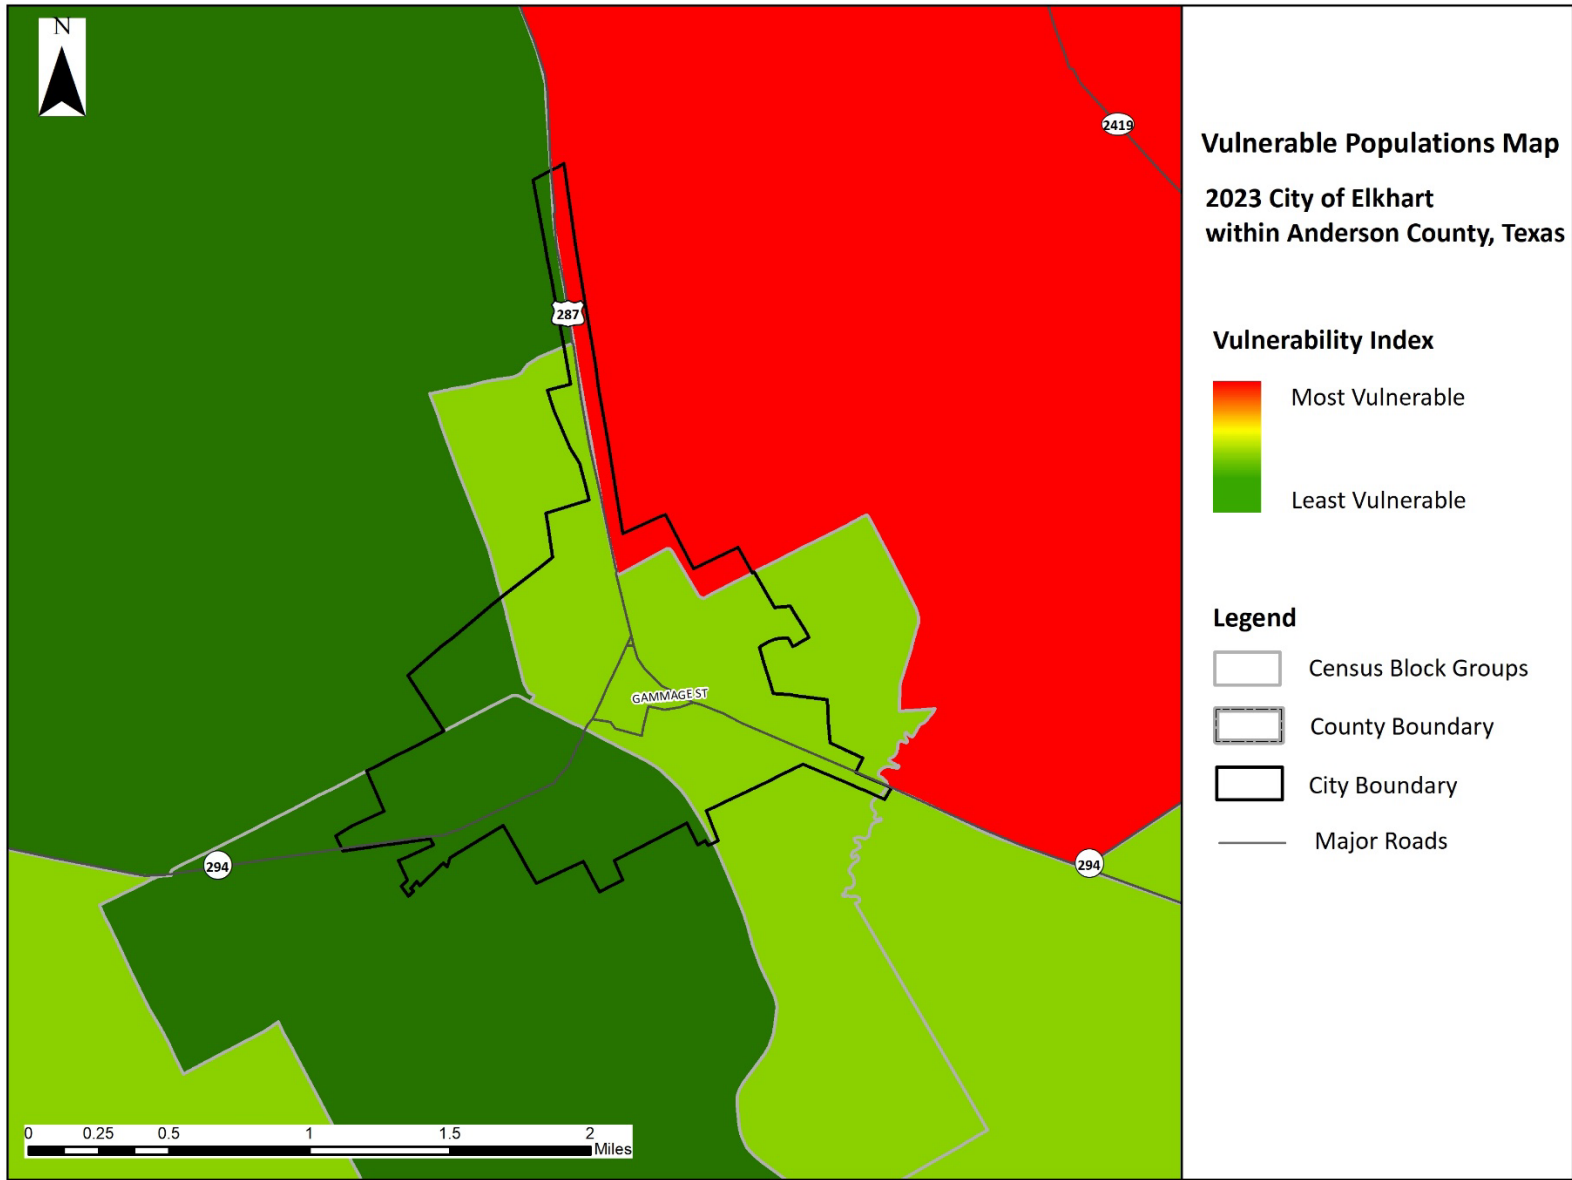 N
2419
287
GAMMAGE ST
294
294
0 0.25 0.5 1 1.5 2
Miles
Vulnerable Populations Map
2023 City of Elkhart
within Anderson County, Texas
Vulnerability Index
Most Vulnerable
Least Vulnerable
Legend
Census Block Groups
County Boundary
City Boundary
Major Roads